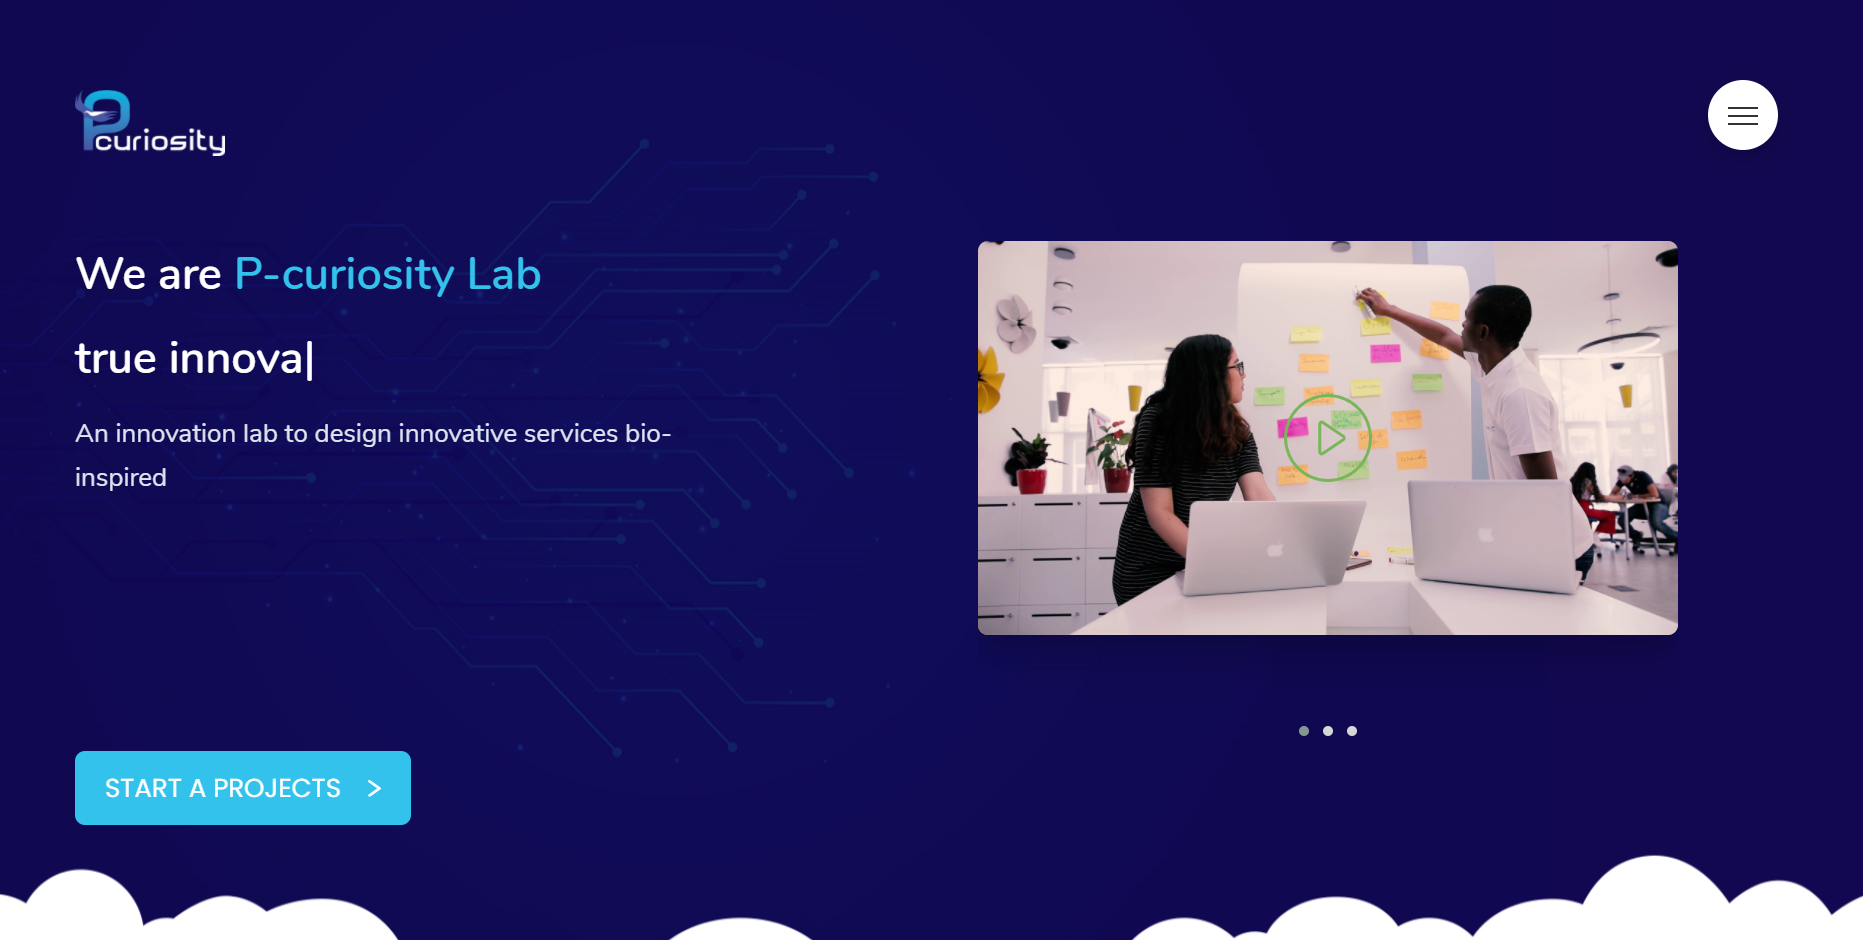 Pcuriosity
We are P-curiosity Lab
true innova|
An innovation lab to design innovative services bio-
inspired
START A PROJECTS >